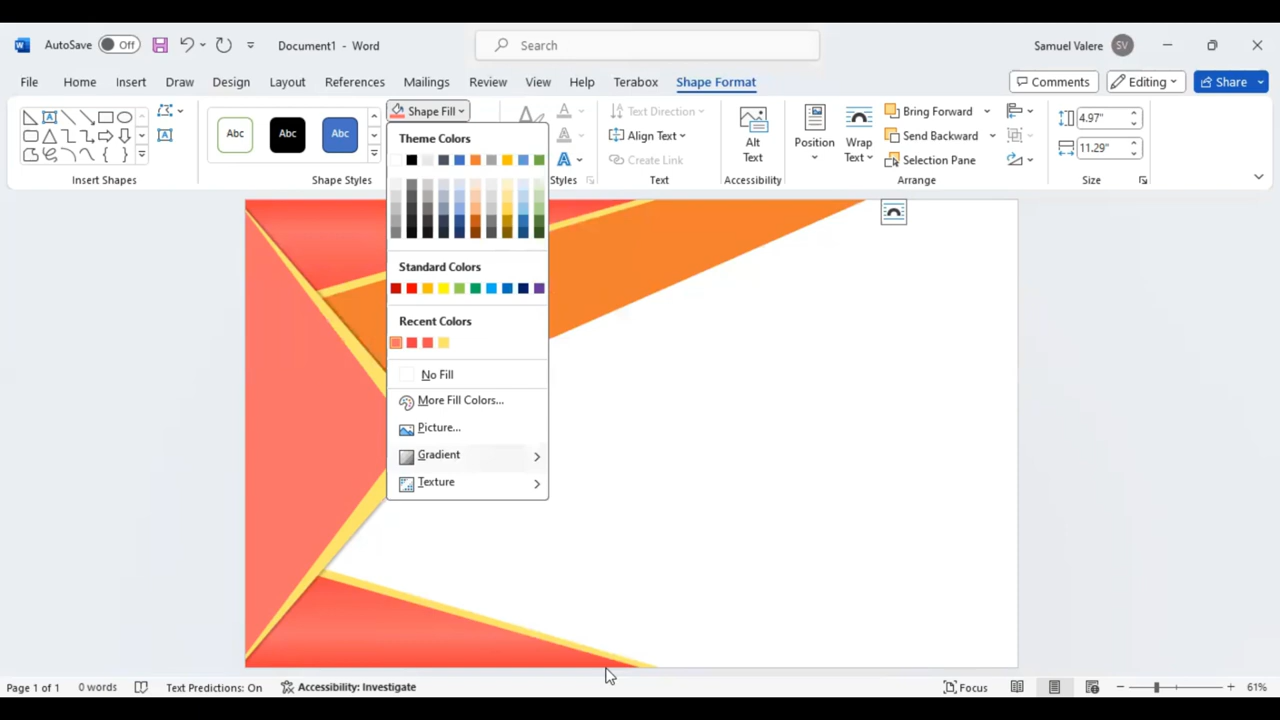 AutoSave Off Document1 - Word Search Samuel Valere SV
File Home Insert Draw Design Layout References Mailings Review View Help Terabox Shape Format Comments Editing Share
Shape Fill
Abc Abc Abc
Insert Shapes
Shape Styles
Theme Colors
Standard Colors
Recent Colors
No Fill
More Fill Colors...
Picture...
Gradient
Texture
Styles
Text Direction
Align Text
Create Link
Text
Alt
Text
Accessibility
Position
Wrap
Text
Bring Forward
Send Backward
Selection Pane
Arrange
4.97"
11.29"
Size
Page 1 of 1 0 words Text Predictions: On Accessibility: Investigate Focus 61%